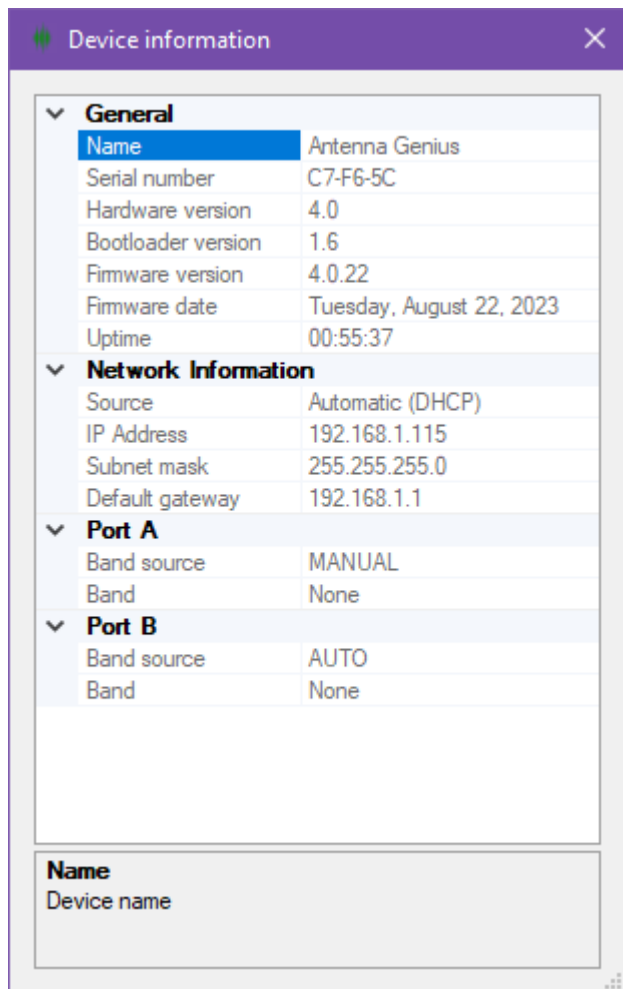 Device information
General
Name Antenna Genius
Serial number C7-F6-5C
Hardware version 4.0
Bootloader version 1.6
Firmware version 4.0.22
Firmware date Tuesday, August 22, 2023
Uptime 00:55:37
Network Information
Source Automatic (DHCP)
IP Address 192.168.1.115
Subnet mask 255.255.255.0
Default gateway 192.168.1.1
Port A
Band source MANUAL
Band None
Port B
Band source AUTO
Band None
Name
Device name